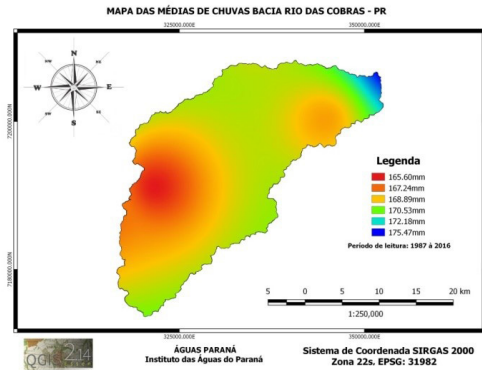 MAPA DAS MÉDIAS DE CHUVAS BACIA RIO DAS COBRAS - PR
325000.000E 350000.000E
N
W E
S
7200000.000N
7180000.000N
Legenda
165.60mm
167.24mm
168.89mm
170.53mm
172.18mm
175.47mm
Período de leitura: 1987 à 2016
5 0 5 10 15 20 km
1:250,000
325000.000E 350000.000E
QGIS 2.14
ÁGUAS PARANÁ
Instituto das Águas do Paraná
Sistema de Coordenada SIRGAS 2000
Zona 22s. EPSG: 31982